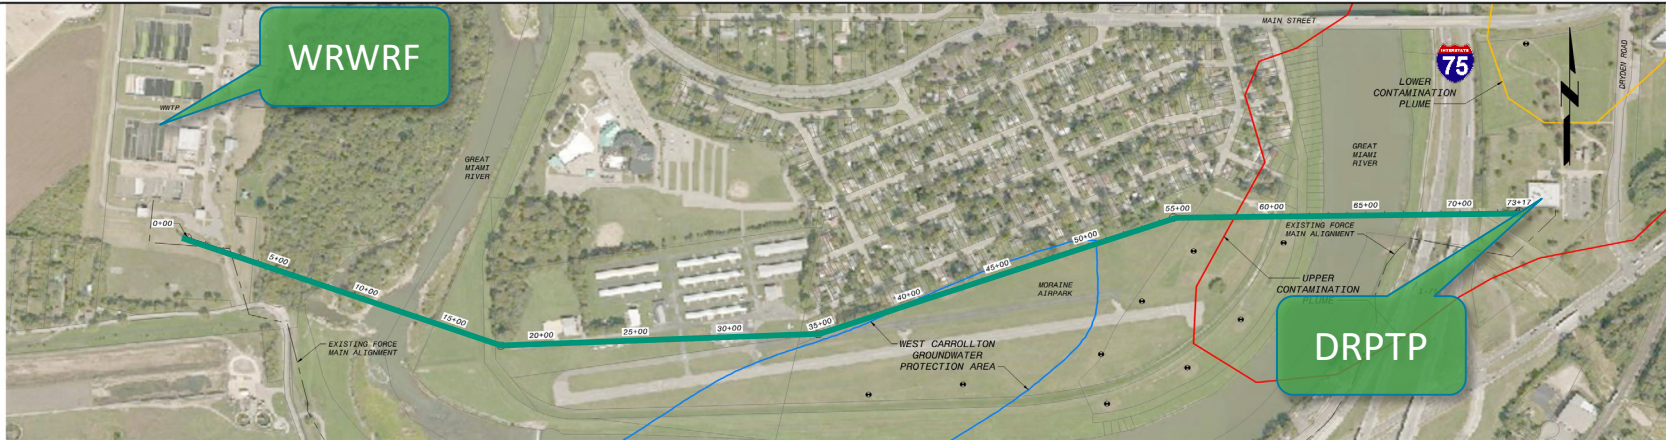 WRWRF
WWTP
MAIN STREET
INTERSTATE
75
LOWER
CONTAMINATION
PLUME
N
DRYDEN ROAD
GREAT
MIAMI
RIVER
GREAT
MIAMI
RIVER
0+00
5+00
10+00
15+00
20+00
25+00
30+00
35+00
40+00
45+00
50+00
55+00
60+00
65+00
70+00
73+17
EXISTING FORCE
MAIN ALIGNMENT
EXISTING FORCE
MAIN ALIGNMENT
MORAINE
AIRPARK
UPPER
CONTAMINATION
PLUME
WEST CARROLLTON
GROUNDWATER
PROTECTION AREA
DRPTP